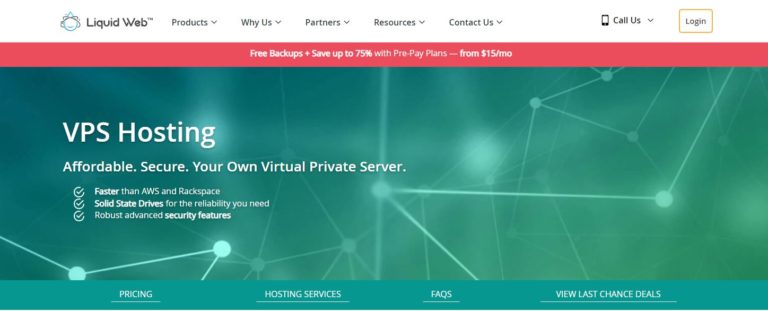 Liquid Web™
Products
Why Us
Partners
Resources
Contact Us
Call Us
Login
Free Backups + Save up to 75% with Pre-Pay Plans — from $15/mo
VPS Hosting
Affordable. Secure. Your Own Virtual Private Server.
Faster than AWS and Rackspace
Solid State Drives for the reliability you need
Robust advanced security features
PRICING
HOSTING SERVICES
FAQS
VIEW LAST CHANCE DEALS